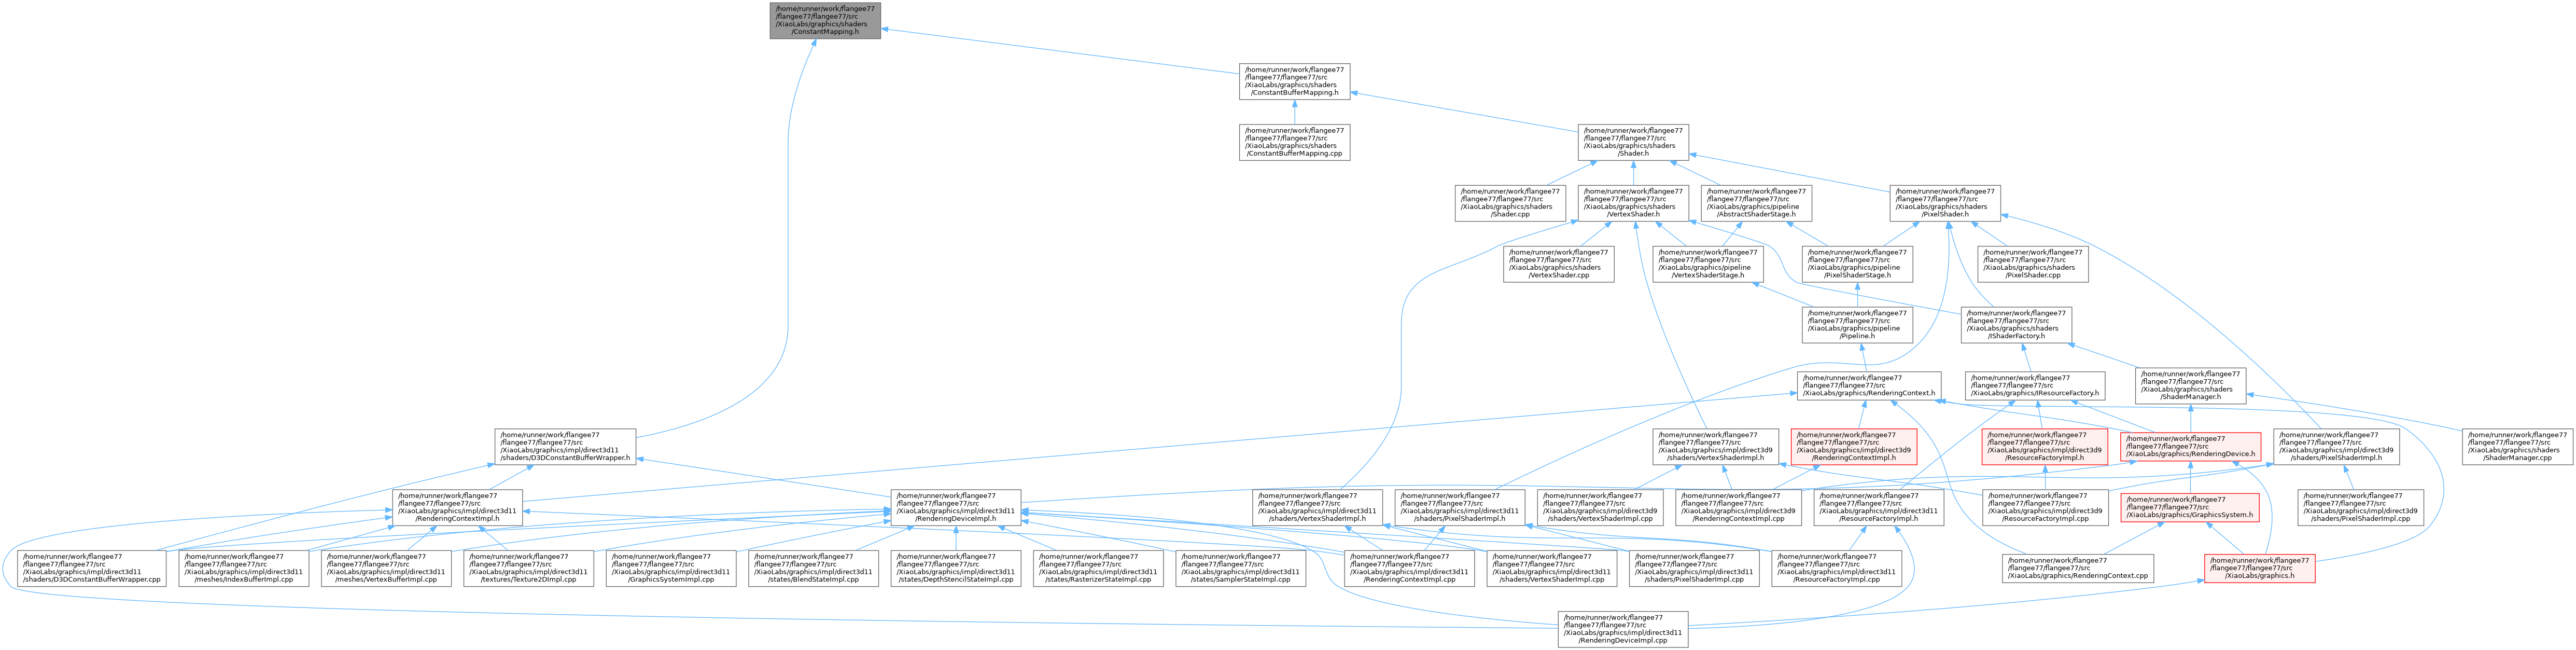 /home/runner/work/flangee77
/flangee77/flangee77/src
/XiaoLabs/graphics/shaders
/ConstantMapping.h
/home/runner/work/flangee77
/flangee77/flangee77/src
/XiaoLabs/graphics/shaders
/ConstantBufferMapping.h
/home/runner/work/flangee77
/flangee77/flangee77/src
/XiaoLabs/graphics/shaders
/ConstantBufferMapping.cpp
/home/runner/work/flangee77
/flangee77/flangee77/src
/XiaoLabs/graphics/shaders
/Shader.h
/home/runner/work/flangee77
/flangee77/flangee77/src
/XiaoLabs/graphics/shaders
/Shader.cpp
/home/runner/work/flangee77
/flangee77/flangee77/src
/XiaoLabs/graphics/shaders
/VertexShader.h
/home/runner/work/flangee77
/flangee77/flangee77/src
/XiaoLabs/graphics/pipeline
/AbstractShaderStage.h
/home/runner/work/flangee77
/flangee77/flangee77/src
/XiaoLabs/graphics/shaders
/PixelShader.h
/home/runner/work/flangee77
/flangee77/flangee77/src
/XiaoLabs/graphics/shaders
/VertexShader.cpp
/home/runner/work/flangee77
/flangee77/flangee77/src
/XiaoLabs/graphics/pipeline
/VertexShaderStage.h
/home/runner/work/flangee77
/flangee77/flangee77/src
/XiaoLabs/graphics/pipeline
/PixelShaderStage.h
/home/runner/work/flangee77
/flangee77/flangee77/src
/XiaoLabs/graphics/shaders
/PixelShader.cpp
/home/runner/work/flangee77
/flangee77/flangee77/src
/XiaoLabs/graphics/pipeline
/Pipeline.h
/home/runner/work/flangee77
/flangee77/flangee77/src
/XiaoLabs/graphics/shaders
/IShaderFactory.h
/home/runner/work/flangee77
/flangee77/flangee77/src
/XiaoLabs/graphics/RenderingContext.h
/home/runner/work/flangee77
/flangee77/flangee77/src
/XiaoLabs/graphics/IResourceFactory.h
/home/runner/work/flangee77
/flangee77/flangee77/src
/XiaoLabs/graphics/shaders
/ShaderManager.h
/home/runner/work/flangee77
/flangee77/flangee77/src
/XiaoLabs/graphics/impl/direct3d11
/shaders/D3DConstantBufferWrapper.h
/home/runner/work/flangee77
/flangee77/flangee77/src
/XiaoLabs/graphics/impl/direct3d9
/shaders/VertexShaderImpl.h
/home/runner/work/flangee77
/flangee77/flangee77/src
/XiaoLabs/graphics/impl/direct3d9
/RenderingContextImpl.h
/home/runner/work/flangee77
/flangee77/flangee77/src
/XiaoLabs/graphics/impl/direct3d9
/ResourceFactoryImpl.h
/home/runner/work/flangee77
/flangee77/flangee77/src
/XiaoLabs/graphics/RenderingDevice.h
/home/runner/work/flangee77
/flangee77/flangee77/src
/XiaoLabs/graphics/impl/direct3d9
/shaders/PixelShaderImpl.h
/home/runner/work/flangee77
/flangee77/flangee77/src
/XiaoLabs/graphics/shaders
/ShaderManager.cpp
/home/runner/work/flangee77
/flangee77/flangee77/src
/XiaoLabs/graphics/impl/direct3d11
/RenderingContextImpl.h
/home/runner/work/flangee77
/flangee77/flangee77/src
/XiaoLabs/graphics/impl/direct3d11
/RenderingDeviceImpl.h
/home/runner/work/flangee77
/flangee77/flangee77/src
/XiaoLabs/graphics/impl/direct3d11
/shaders/VertexShaderImpl.h
/home/runner/work/flangee77
/flangee77/flangee77/src
/XiaoLabs/graphics/impl/direct3d11
/shaders/PixelShaderImpl.h
/home/runner/work/flangee77
/flangee77/flangee77/src
/XiaoLabs/graphics/impl/direct3d9
/shaders/VertexShaderImpl.cpp
/home/runner/work/flangee77
/flangee77/flangee77/src
/XiaoLabs/graphics/impl/direct3d9
/RenderingContextImpl.cpp
/home/runner/work/flangee77
/flangee77/flangee77/src
/XiaoLabs/graphics/impl/direct3d11
/ResourceFactoryImpl.h
/home/runner/work/flangee77
/flangee77/flangee77/src
/XiaoLabs/graphics/impl/direct3d9
/ResourceFactoryImpl.cpp
/home/runner/work/flangee77
/flangee77/flangee77/src
/XiaoLabs/graphics/GraphicsSystem.h
/home/runner/work/flangee77
/flangee77/flangee77/src
/XiaoLabs/graphics/impl/direct3d9
/shaders/PixelShaderImpl.cpp
/home/runner/work/flangee77
/flangee77/flangee77/src
/XiaoLabs/graphics/impl/direct3d11
/shaders/D3DConstantBufferWrapper.cpp
/home/runner/work/flangee77
/flangee77/flangee77/src
/XiaoLabs/graphics/impl/direct3d11
/meshes/IndexBufferImpl.cpp
/home/runner/work/flangee77
/flangee77/flangee77/src
/XiaoLabs/graphics/impl/direct3d11
/meshes/VertexBufferImpl.cpp
/home/runner/work/flangee77
/flangee77/flangee77/src
/XiaoLabs/graphics/impl/direct3d11
/textures/Texture2DImpl.cpp
/home/runner/work/flangee77
/flangee77/flangee77/src
/XiaoLabs/graphics/impl/direct3d11
/GraphicsSystemImpl.cpp
/home/runner/work/flangee77
/flangee77/flangee77/src
/XiaoLabs/graphics/impl/direct3d11
/states/BlendStateImpl.cpp
/home/runner/work/flangee77
/flangee77/flangee77/src
/XiaoLabs/graphics/impl/direct3d11
/states/DepthStencilStateImpl.cpp
/home/runner/work/flangee77
/flangee77/flangee77/src
/XiaoLabs/graphics/impl/direct3d11
/states/RasterizerStateImpl.cpp
/home/runner/work/flangee77
/flangee77/flangee77/src
/XiaoLabs/graphics/impl/direct3d11
/states/SamplerStateImpl.cpp
/home/runner/work/flangee77
/flangee77/flangee77/src
/XiaoLabs/graphics/impl/direct3d11
/RenderingContextImpl.cpp
/home/runner/work/flangee77
/flangee77/flangee77/src
/XiaoLabs/graphics/impl/direct3d11
/shaders/VertexShaderImpl.cpp
/home/runner/work/flangee77
/flangee77/flangee77/src
/XiaoLabs/graphics/impl/direct3d11
/shaders/PixelShaderImpl.cpp
/home/runner/work/flangee77
/flangee77/flangee77/src
/XiaoLabs/graphics/impl/direct3d11
/ResourceFactoryImpl.cpp
/home/runner/work/flangee77
/flangee77/flangee77/src
/XiaoLabs/graphics/RenderingContext.cpp
/home/runner/work/flangee77
/flangee77/flangee77/src
/XiaoLabs/graphics.h
/home/runner/work/flangee77
/flangee77/flangee77/src
/XiaoLabs/graphics/impl/direct3d11
/RenderingDeviceImpl.cpp